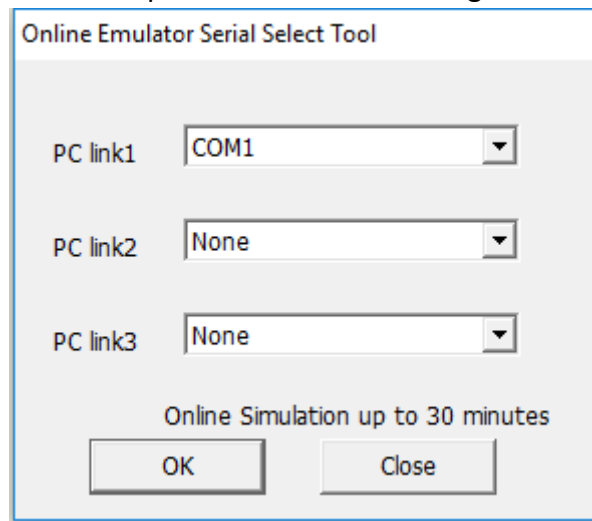 Online Emulator Serial Select Tool
PC link1 COM1
PC link2 None
PC link3 None
Online Simulation up to 30 minutes
OK Close